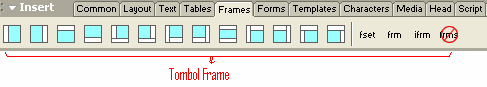 Insert Common Layout Text Tables Frames Forms Templates Characters Media Head Script
fset frm ifrm frms
Tombol Frame